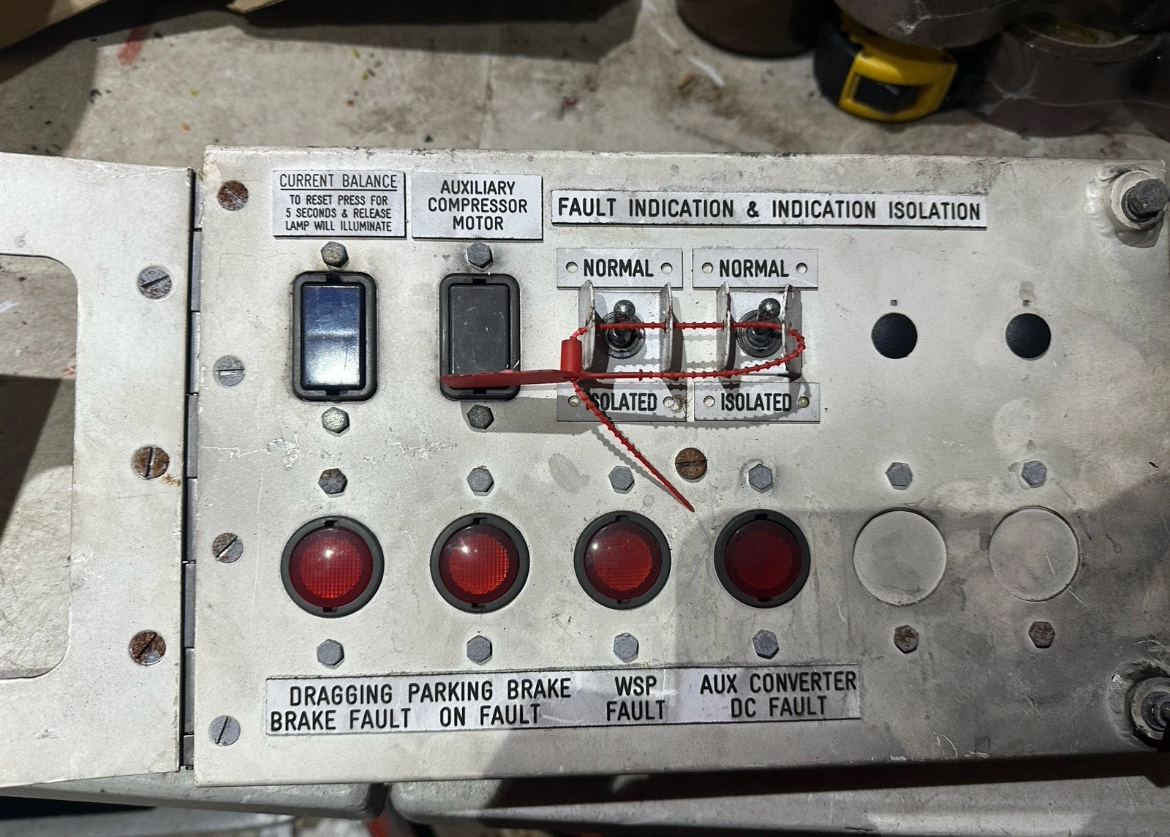 CURRENT BALANCE
TO RESET PRESS FOR
5 SECONDS & RELEASE
LAMP WILL ILLUMINATE
AUXILIARY
COMPRESSOR
MOTOR
FAULT INDICATION & INDICATION ISOLATION
NORMAL
NORMAL
ISOLATED
ISOLATED
DRAGGING
BRAKE FAULT
PARKING BRAKE
ON FAULT
WSP
FAULT
AUX CONVERTER
DC FAULT